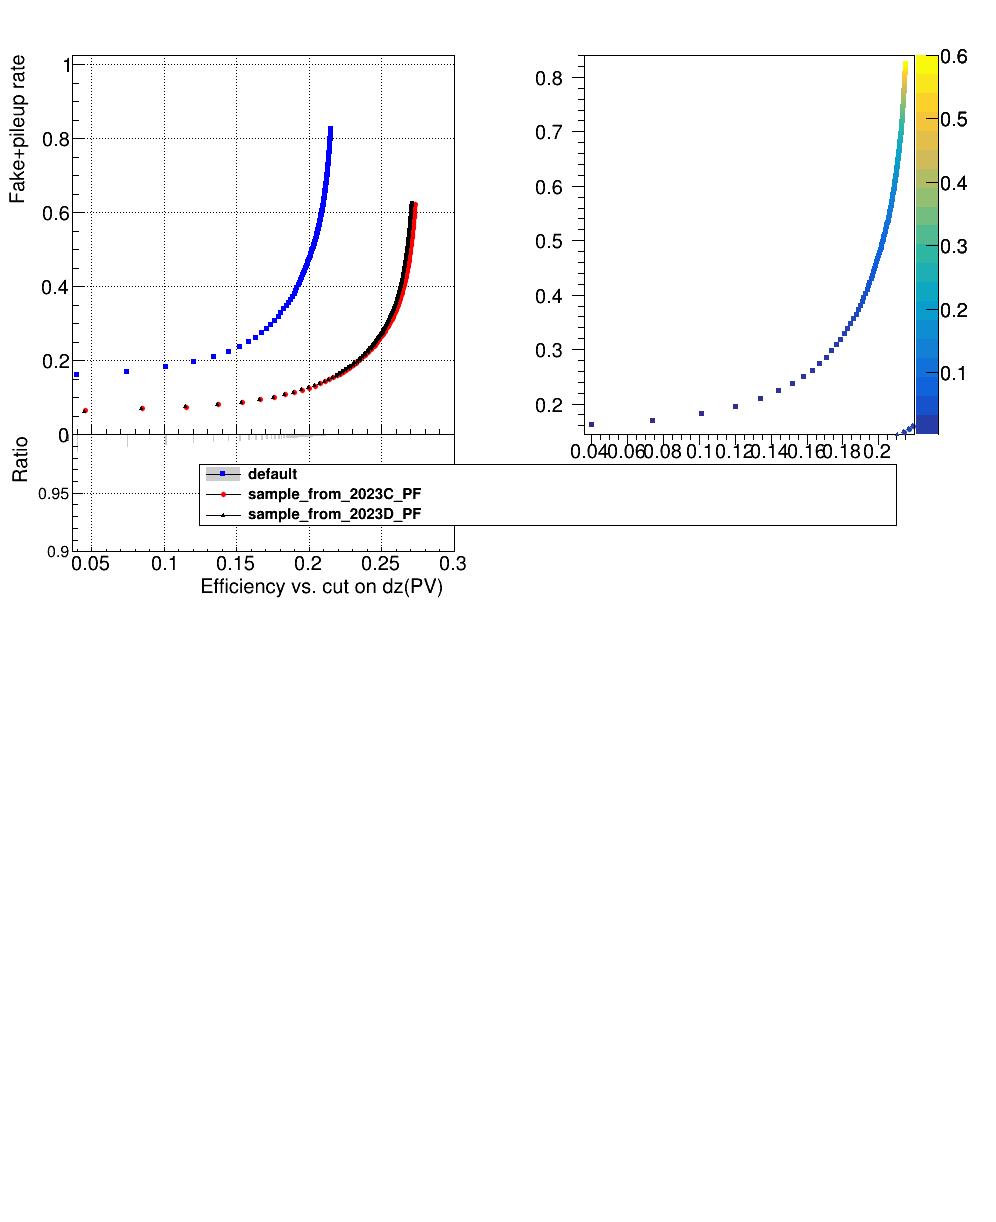 Fake+pileup rate
1
0.8
0.6
0.4
0.2
0
Ratio
0.95
0.9
0.05 0.1 0.15 0.2 0.25 0.3
Efficiency vs. cut on dz(PV)
default
sample_from_2023C_PF
sample_from_2023D_PF
0.8
0.7
0.6
0.5
0.4
0.3
0.2
0.04 0.06 0.08 0.10 0.12 0.14 0.16 0.18 0.2
0.6
0.5
0.4
0.3
0.2
0.1